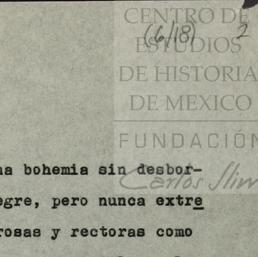 CENTRO DE
ESTUDIOS
DE HISTORIA
DE MEXICO
FUNDACIÓN
Carlos Slim
(6/18) 2
na bohemia sin desbor-
egre, pero nunca extre
rosas y rectoras como